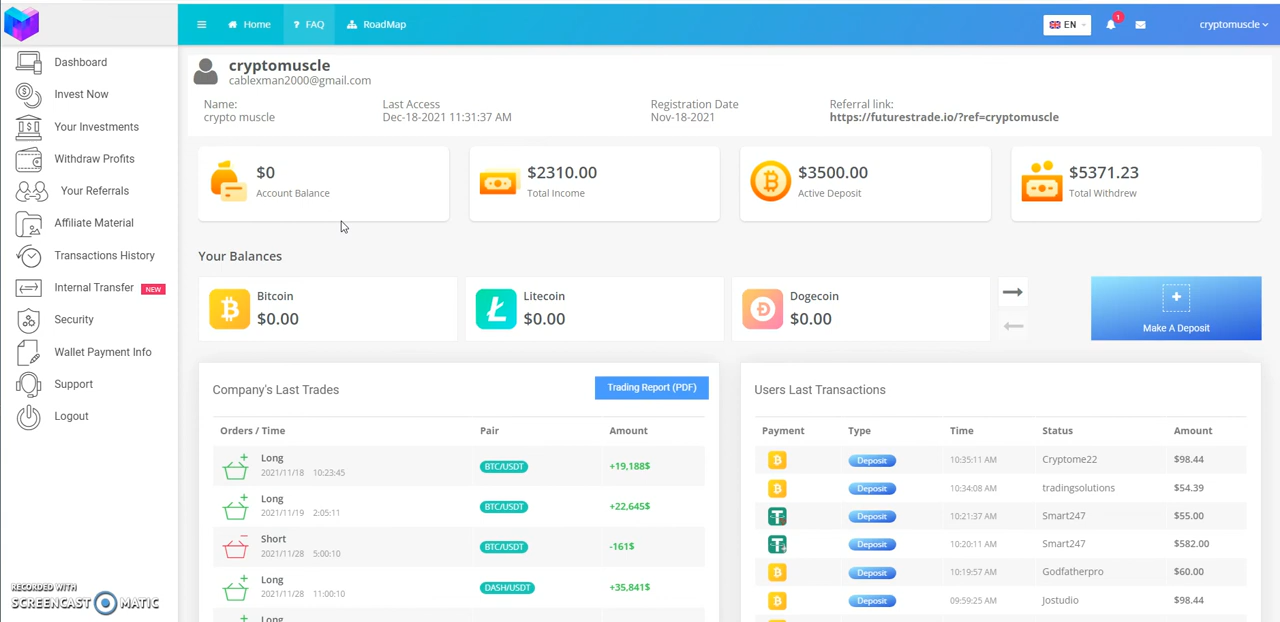 Home
? FAQ
RoadMap
EN
1
cryptomuscle
Dashboard
Invest Now
Your Investments
Withdraw Profits
Your Referrals
Affiliate Material
Transactions History
Internal Transfer NEW
Security
Wallet Payment Info
Support
Logout
cryptomuscle
cablexman2000@gmail.com
Name:
crypto muscle
Last Access
Dec-18-2021 11:31:37 AM
Registration Date
Nov-18-2021
Referral link:
https://futurestrade.io/?ref=cryptomuscle
$0
Account Balance
$2310.00
Total Income
$3500.00
Active Deposit
$5371.23
Total Withdrew
Your Balances
Bitcoin
$0.00
Litecoin
$0.00
Dogecoin
$0.00
Make A Deposit
Company's Last Trades
Trading Report (PDF)
Orders / Time Pair Amount
Long
2021/11/18 10:23:45 BTC/USDT +19,188$
Long
2021/11/19 2:05:11 BTC/USDT +22,645$
Short
2021/11/28 5:00:10 BTC/USDT -161$
Long
2021/11/28 11:00:10 DASH/USDT +35,841$
Long
Users Last Transactions
Payment Type Time Status Amount
Deposit 10:35:11 AM Cryptome22 $98.44
Deposit 10:34:08 AM tradingsolutions $54.39
Deposit 10:21:37 AM Smart247 $55.00
Deposit 10:20:11 AM Smart247 $582.00
Deposit 10:19:57 AM Godfatherpro $60.00
Deposit 09:59:25 AM Jostudio $98.44
RECORDED WITH
SCREENCAST MATIC